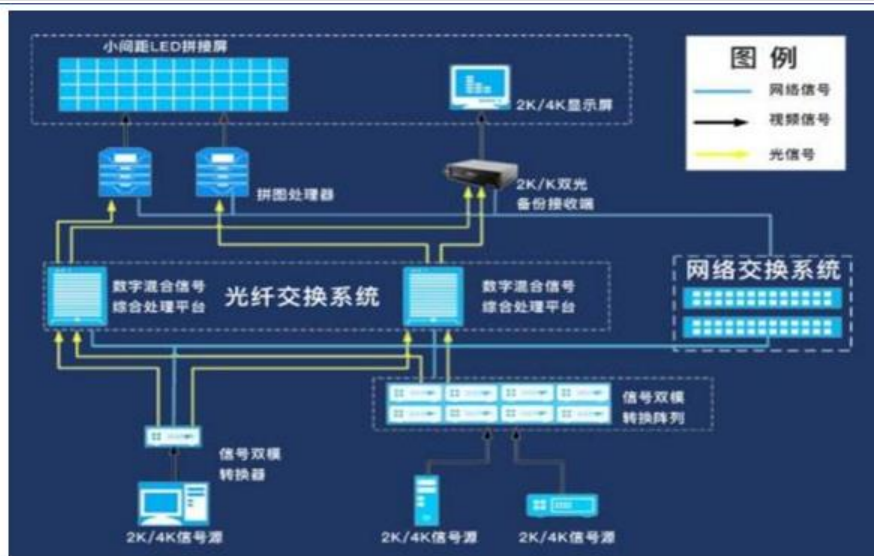 小间距LED拼接屏
2K/4K显示屏
图 例
网络信号
视频信号
光信号
拼图处理器
2K/K双光
备份接收端
数字混合信号
综合处理平台
光纤交换系统
数字混合信号
综合处理平台
网络交换系统
信号双模
转换阵列
信号双模
转换器
2K/4K信号源
2K/4K信号源
2K/4K信号源